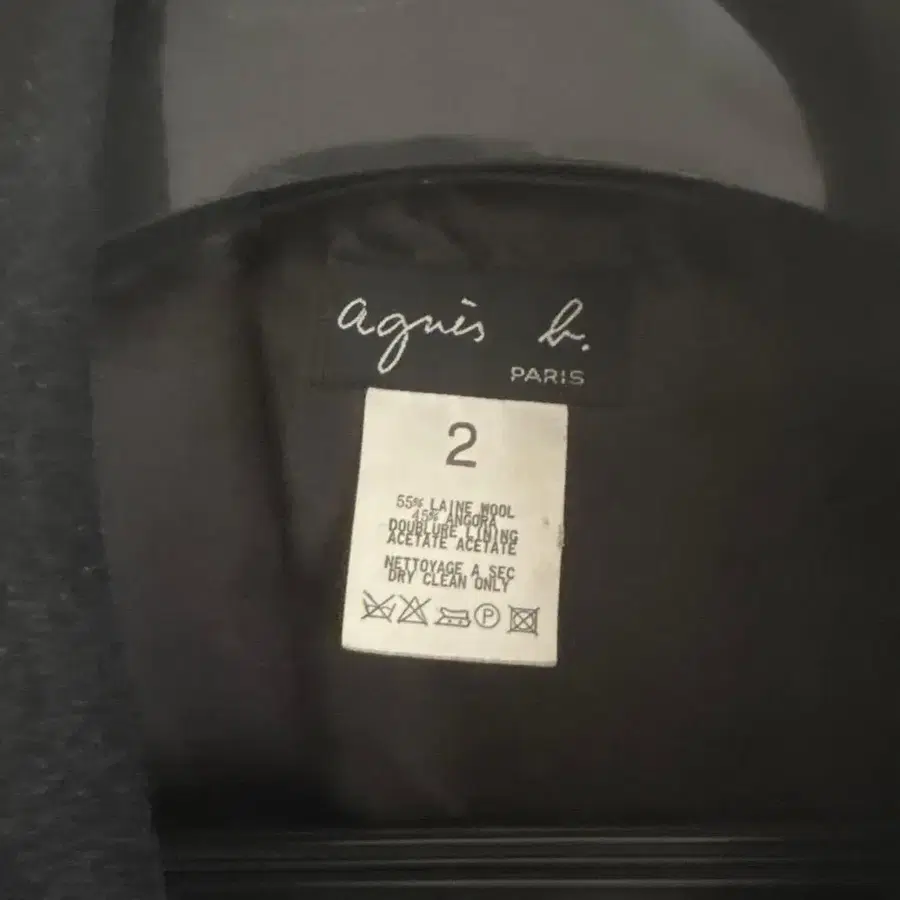 agnès b.
PARIS
2
55% LAINE WOOL
45% ANGORA
DOUBLURE LINING
ACETATE ACETATE
NETTOYAGE A SEC
DRY CLEAN ONLY
P